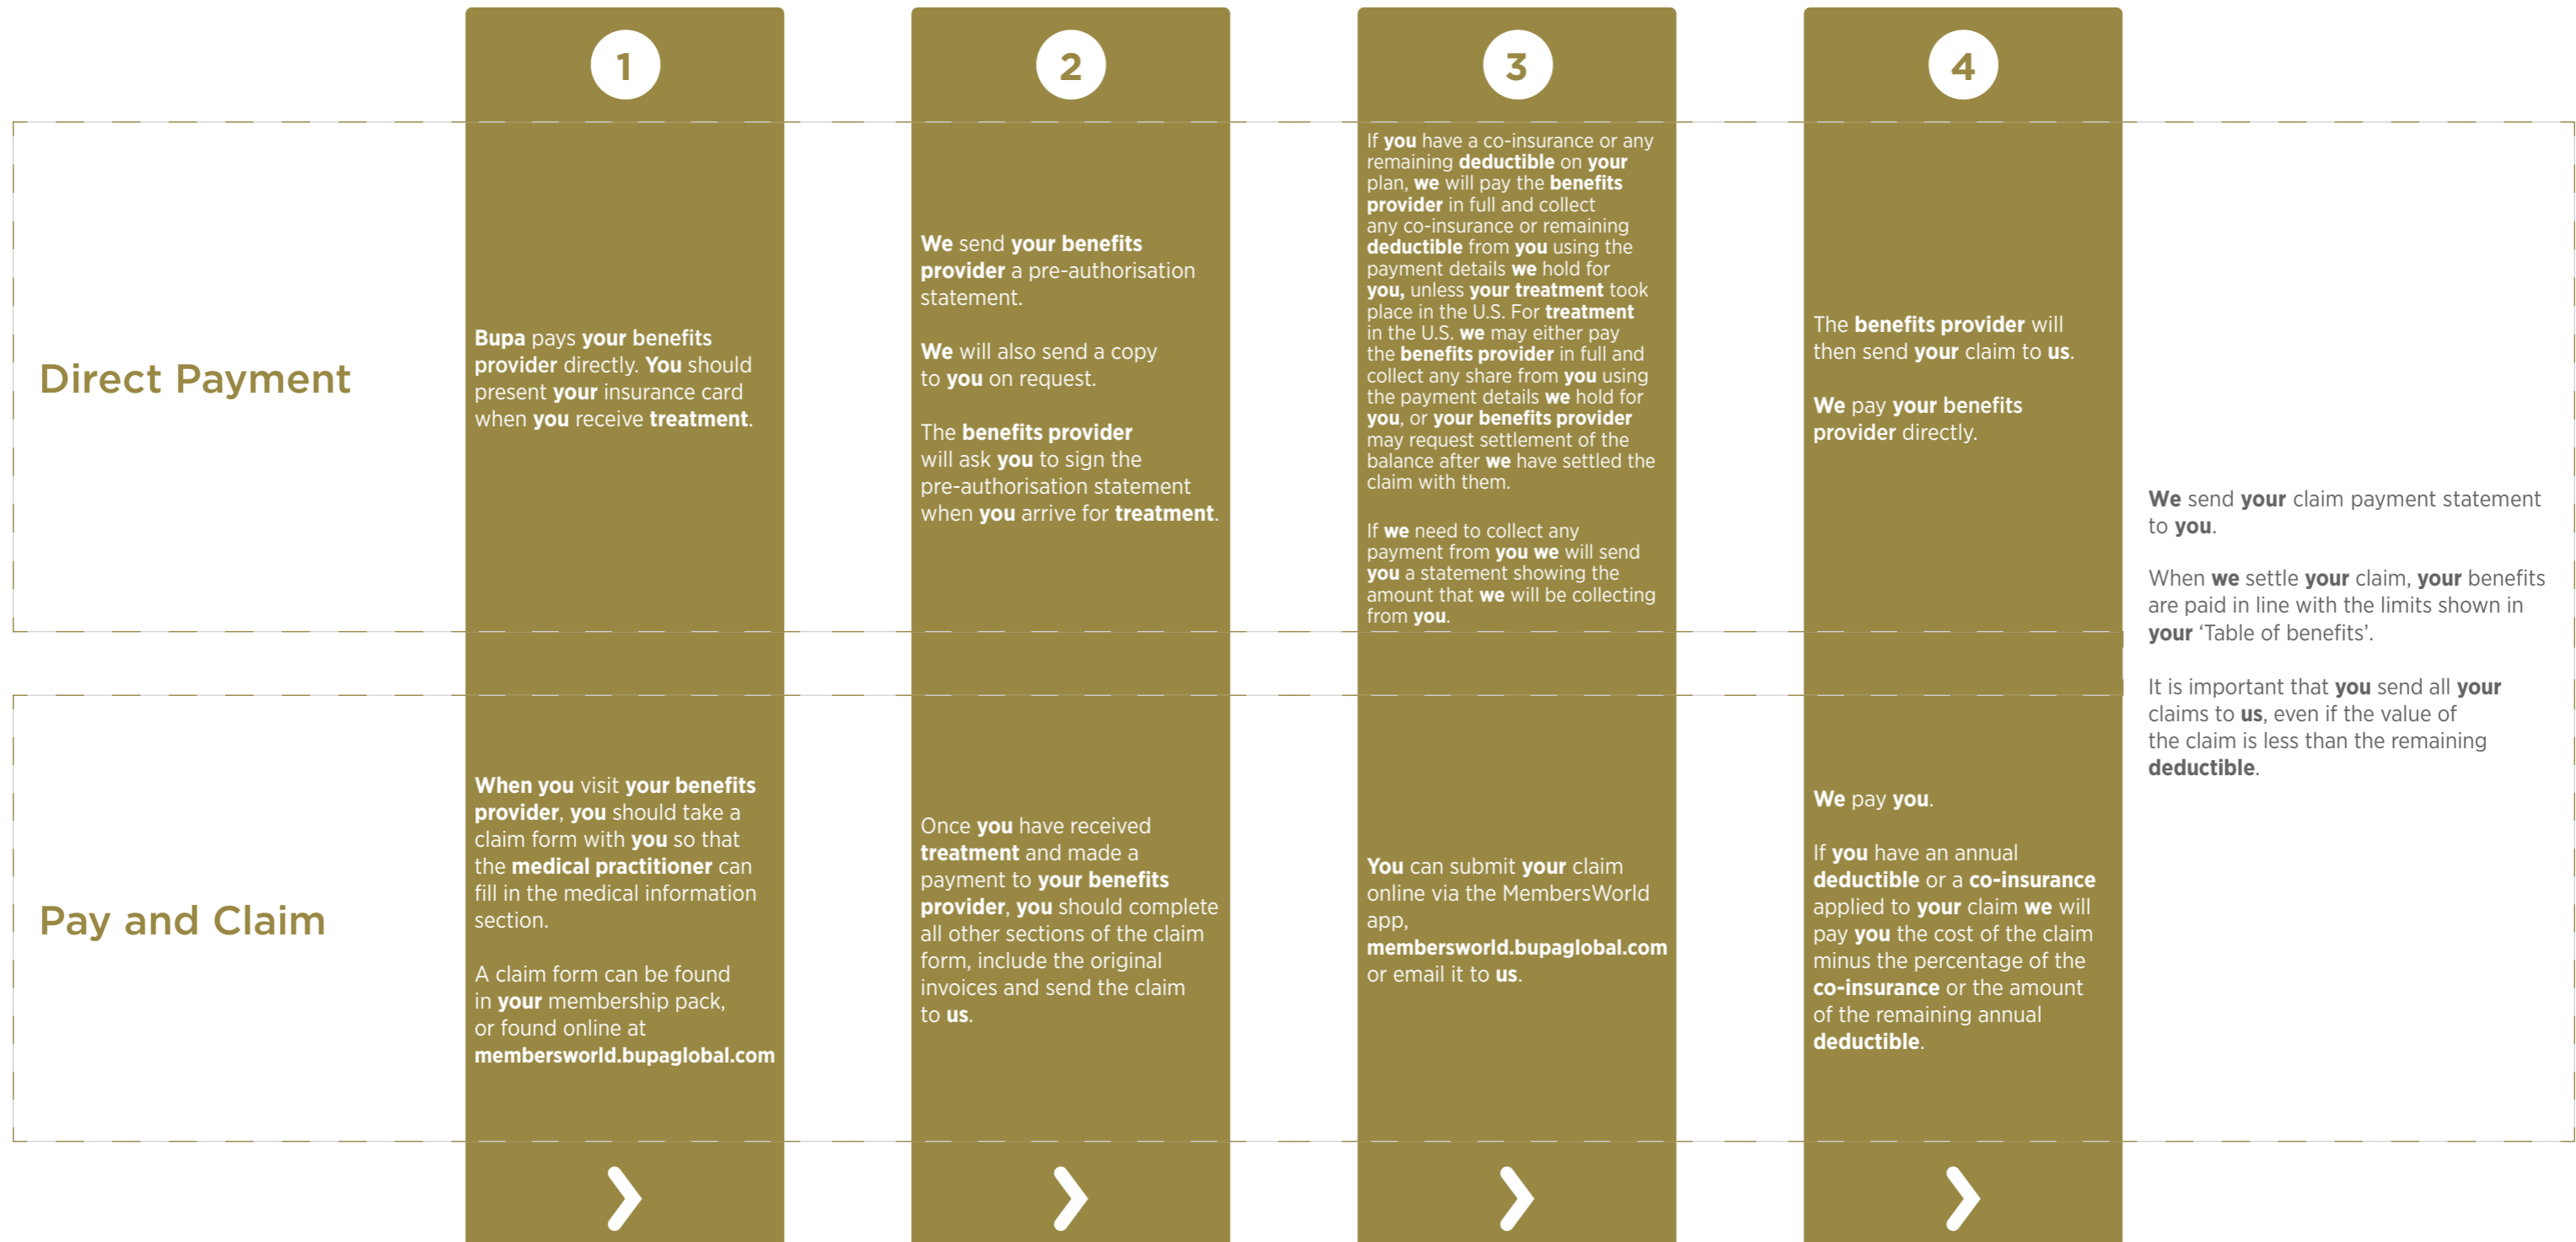 1
2
3
4
Direct Payment
Bupa pays your benefits
provider directly. You should
present your insurance card
when you receive treatment.
We send your benefits
provider a pre-authorisation
statement.
We will also send a copy
to you on request.
The benefits provider
will ask you to sign the
pre-authorisation statement
when you arrive for treatment.
If you have a co-insurance or any
remaining deductible on your
plan, we will pay the benefits
provider in full and collect
any co-insurance or remaining
deductible from you using the
payment details we hold for
you, unless your treatment took
place in the U.S. For treatment
in the U.S. we may either pay
the benefits provider in full and
collect any share from you using
the payment details we hold for
you, or your benefits provider
may request settlement of the
balance after we have settled the
claim with them.
If we need to collect any
payment from you we will send
you a statement showing the
amount that we will be collecting
from you.
The benefits provider will
then send your claim to us.
We pay your benefits
provider directly.
Pay and Claim
When you visit your benefits
provider, you should take a
claim form with you so that
the medical practitioner can
fill in the medical information
section.
A claim form can be found
in your membership pack,
or found online at
membersworld.bupaglobal.com
Once you have received
treatment and made a
payment to your benefits
provider, you should complete
all other sections of the claim
form, include the original
invoices and send the claim
to us.
You can submit your claim
online via the MembersWorld
app,
membersworld.bupaglobal.com
or email it to us.
We pay you.
If you have an annual
deductible or a co-insurance
applied to your claim we will
pay you the cost of the claim
minus the percentage of the
co-insurance or the amount
of the remaining annual
deductible.
We send your claim payment statement
to you.
When we settle your claim, your benefits
are paid in line with the limits shown in
your ‘Table of benefits’.
It is important that you send all your
claims to us, even if the value of
the claim is less than the remaining
deductible.